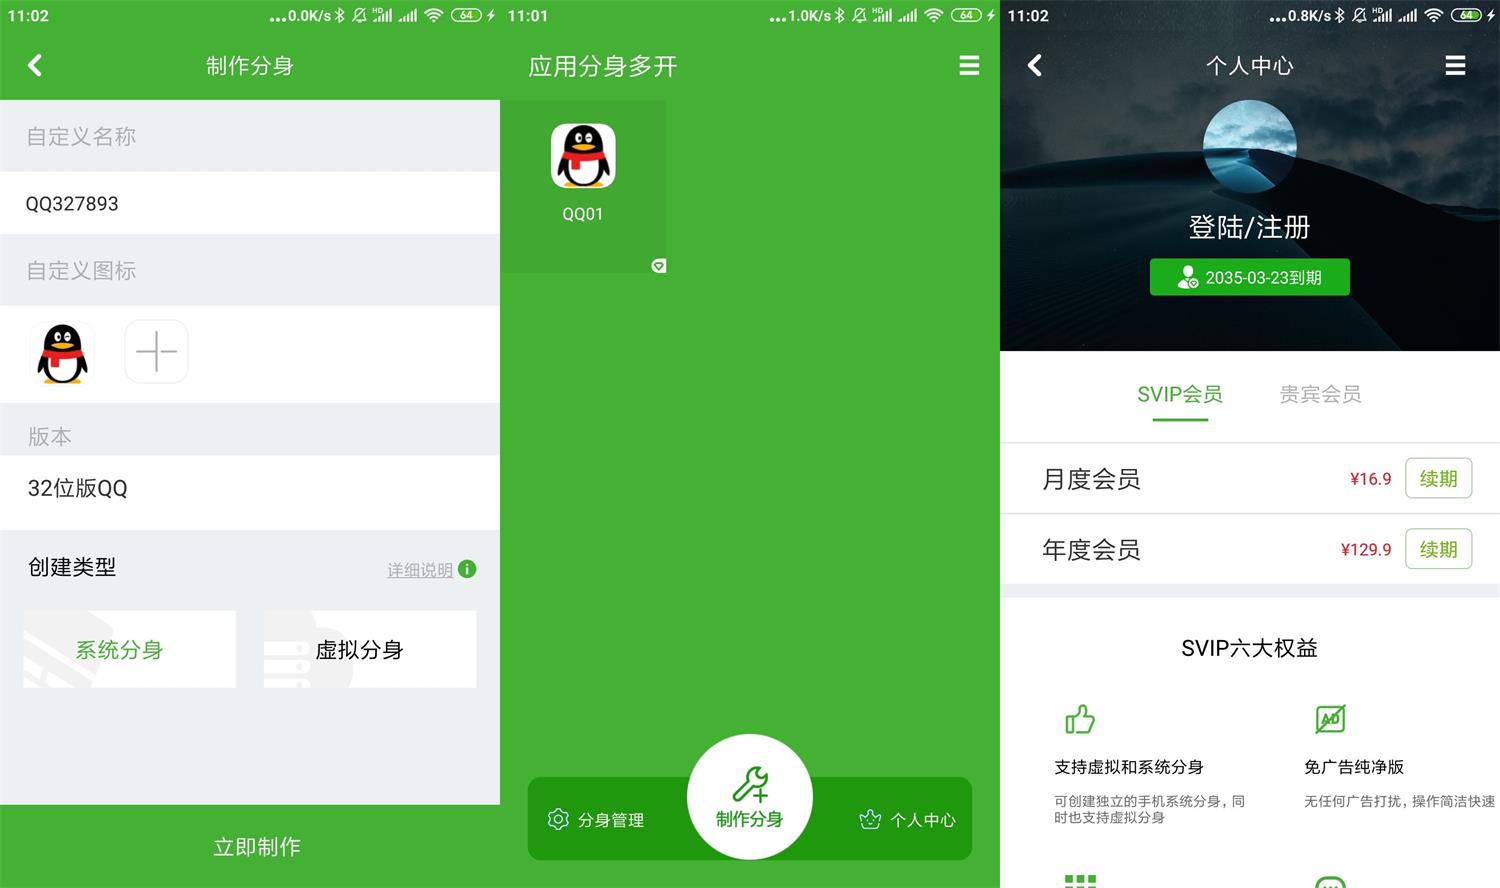 11:02
...0.0K/s
HD
64
制作分身
自定义名称
QQ327893
自定义图标
版本
32位版QQ
创建类型
详细说明
i
系统分身
虚拟分身
立即制作
11:01
...1.0K/s
HD
64
应用分身多开
QQ01
分身管理
制作分身
个人中心
11:02
...0.8K/s
HD
64
个人中心
登陆/注册
2035-03-23到期
SVIP会员
贵宾会员
月度会员
¥16.9
续期
年度会员
¥129.9
续期
SVIP六大权益
AD
支持虚拟和系统分身
可创建独立的手机系统分身，同
时也支持虚拟分身
免广告纯净版
无任何广告打扰，操作简洁快速